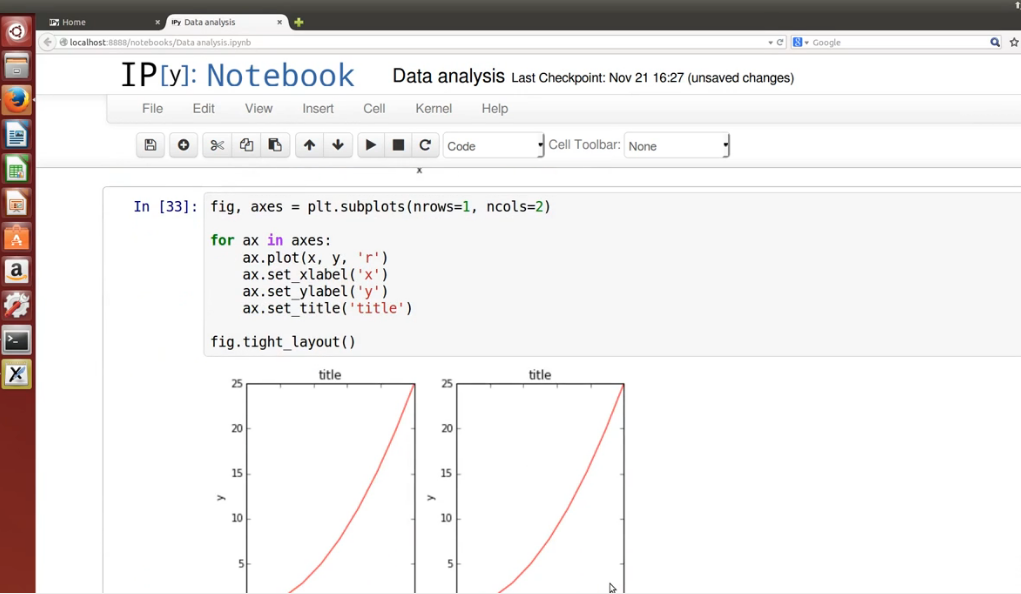 Home
IPy Data analysis
localhost:8888/notebooks/Data analysis.ipynb
Google
IP[y]: Notebook Data analysis Last Checkpoint: Nov 21 16:27 (unsaved changes)
File Edit View Insert Cell Kernel Help
Code Cell Toolbar: None
x
In [33]: fig, axes = plt.subplots(nrows=1, ncols=2)
for ax in axes:
ax.plot(x, y, 'r')
ax.set_xlabel('x')
ax.set_ylabel('y')
ax.set_title('title')
fig.tight_layout()
title title
25 25
20 20
15 15
y y
10 10
5 5